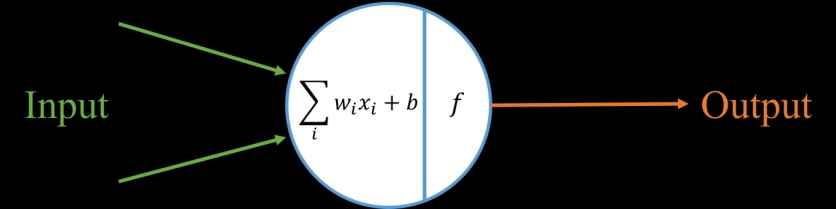 Input
∑ᵢ wᵢxᵢ + b
f
Output